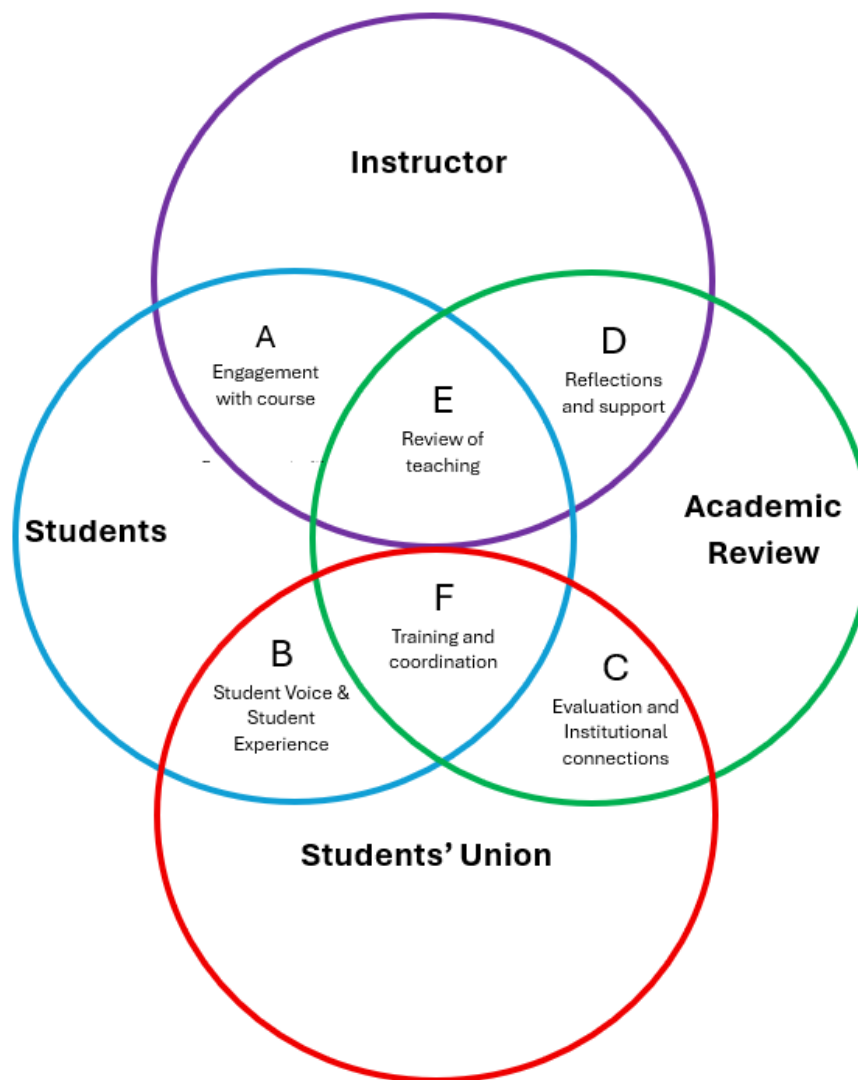 Instructor
A
Engagement
with course
D
Reflections
and support
E
Review of
teaching
Students
Academic
Review
F
Training and
coordination
B
Student Voice &
Student
Experience
C
Evaluation and
Institutional
connections
Students’ Union